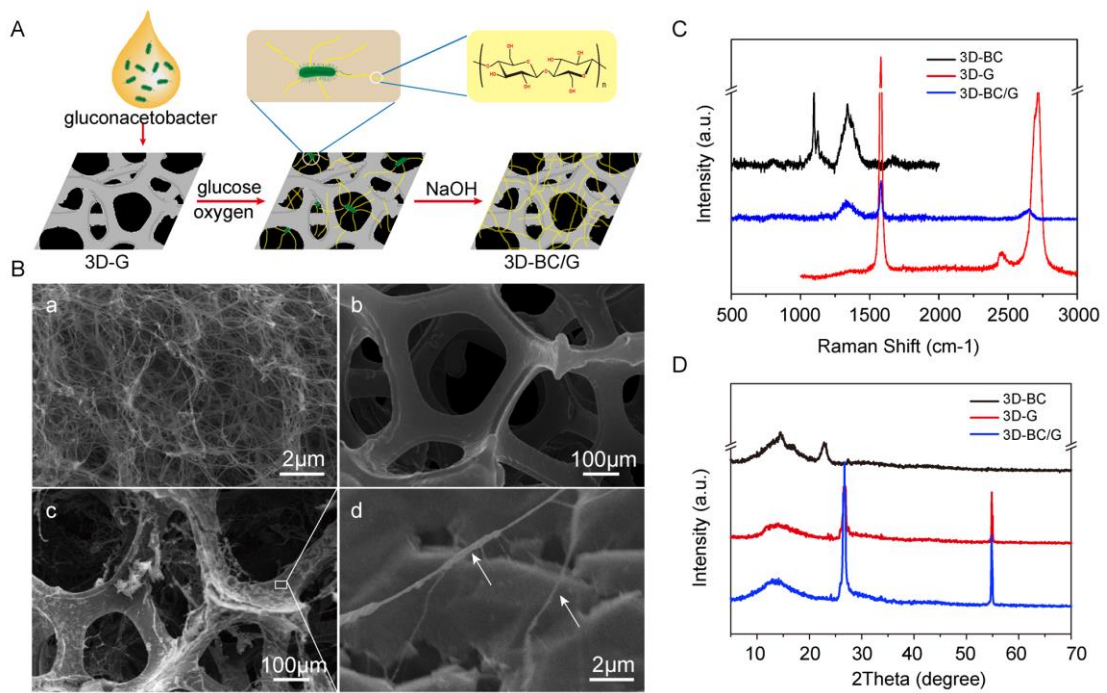 A
gluconacetobacter
3D-G
glucose
oxygen
NaOH
3D-BC/G
OH
HO
O
n
B
a
2μm
b
100μm
c
100μm
d
2μm
C
3D-BC
3D-G
3D-BC/G
Intensity (a.u.)
500 1000 1500 2000 2500 3000
Raman Shift (cm-1)
D
3D-BC
3D-G
3D-BC/G
Intensity (a.u.)
10 20 30 40 50 60 70
2Theta (degree)